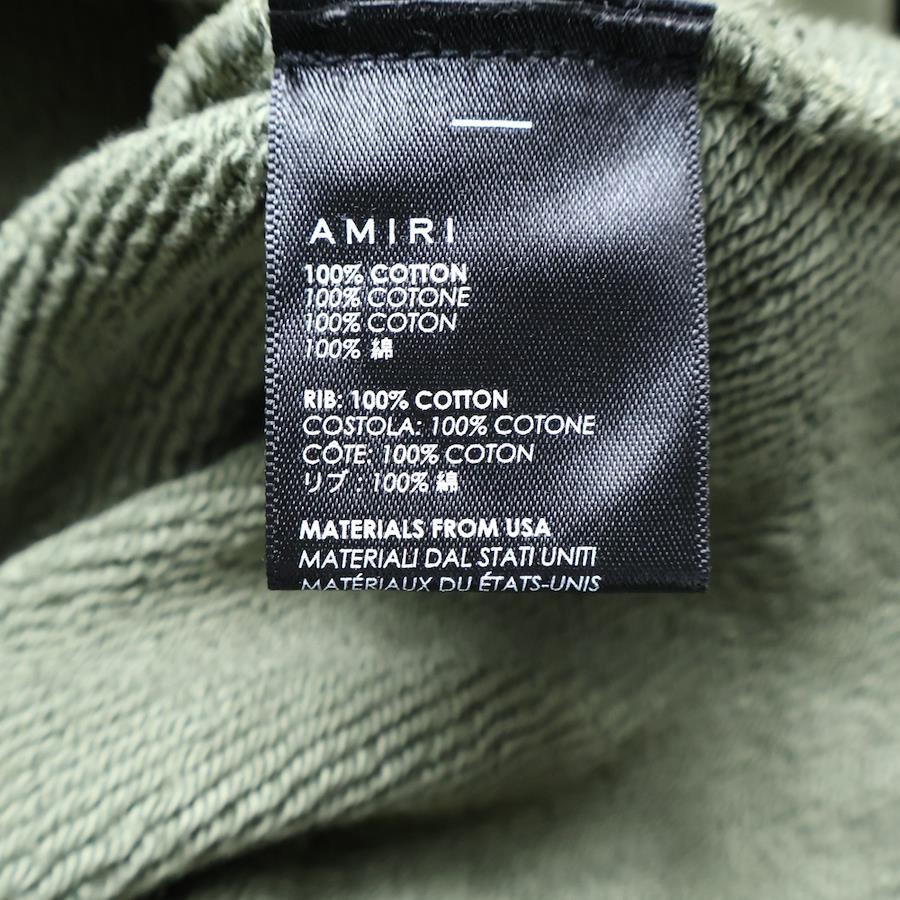 AMIRI
100% COTTON
100% COTONE
100% COTON
100% 綿
RIB: 100% COTTON
COSTOLA: 100% COTONE
CÔTE: 100% COTON
リブ : 100% 綿
MATERIALS FROM USA
MATERIALI DAL STATI UNITI
MATÉRIAUX DU ÉTATS-UNIS